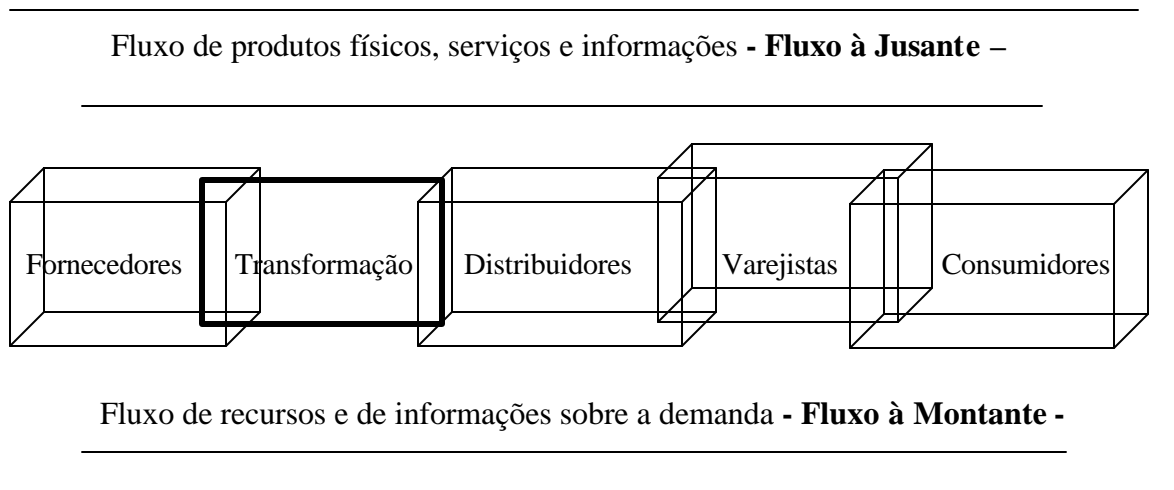 Fluxo de produtos físicos, serviços e informações - Fluxo à Jusante –
Fornecedores Transformação Distribuidores Varejistas Consumidores
Fluxo de recursos e de informações sobre a demanda - Fluxo à Montante -